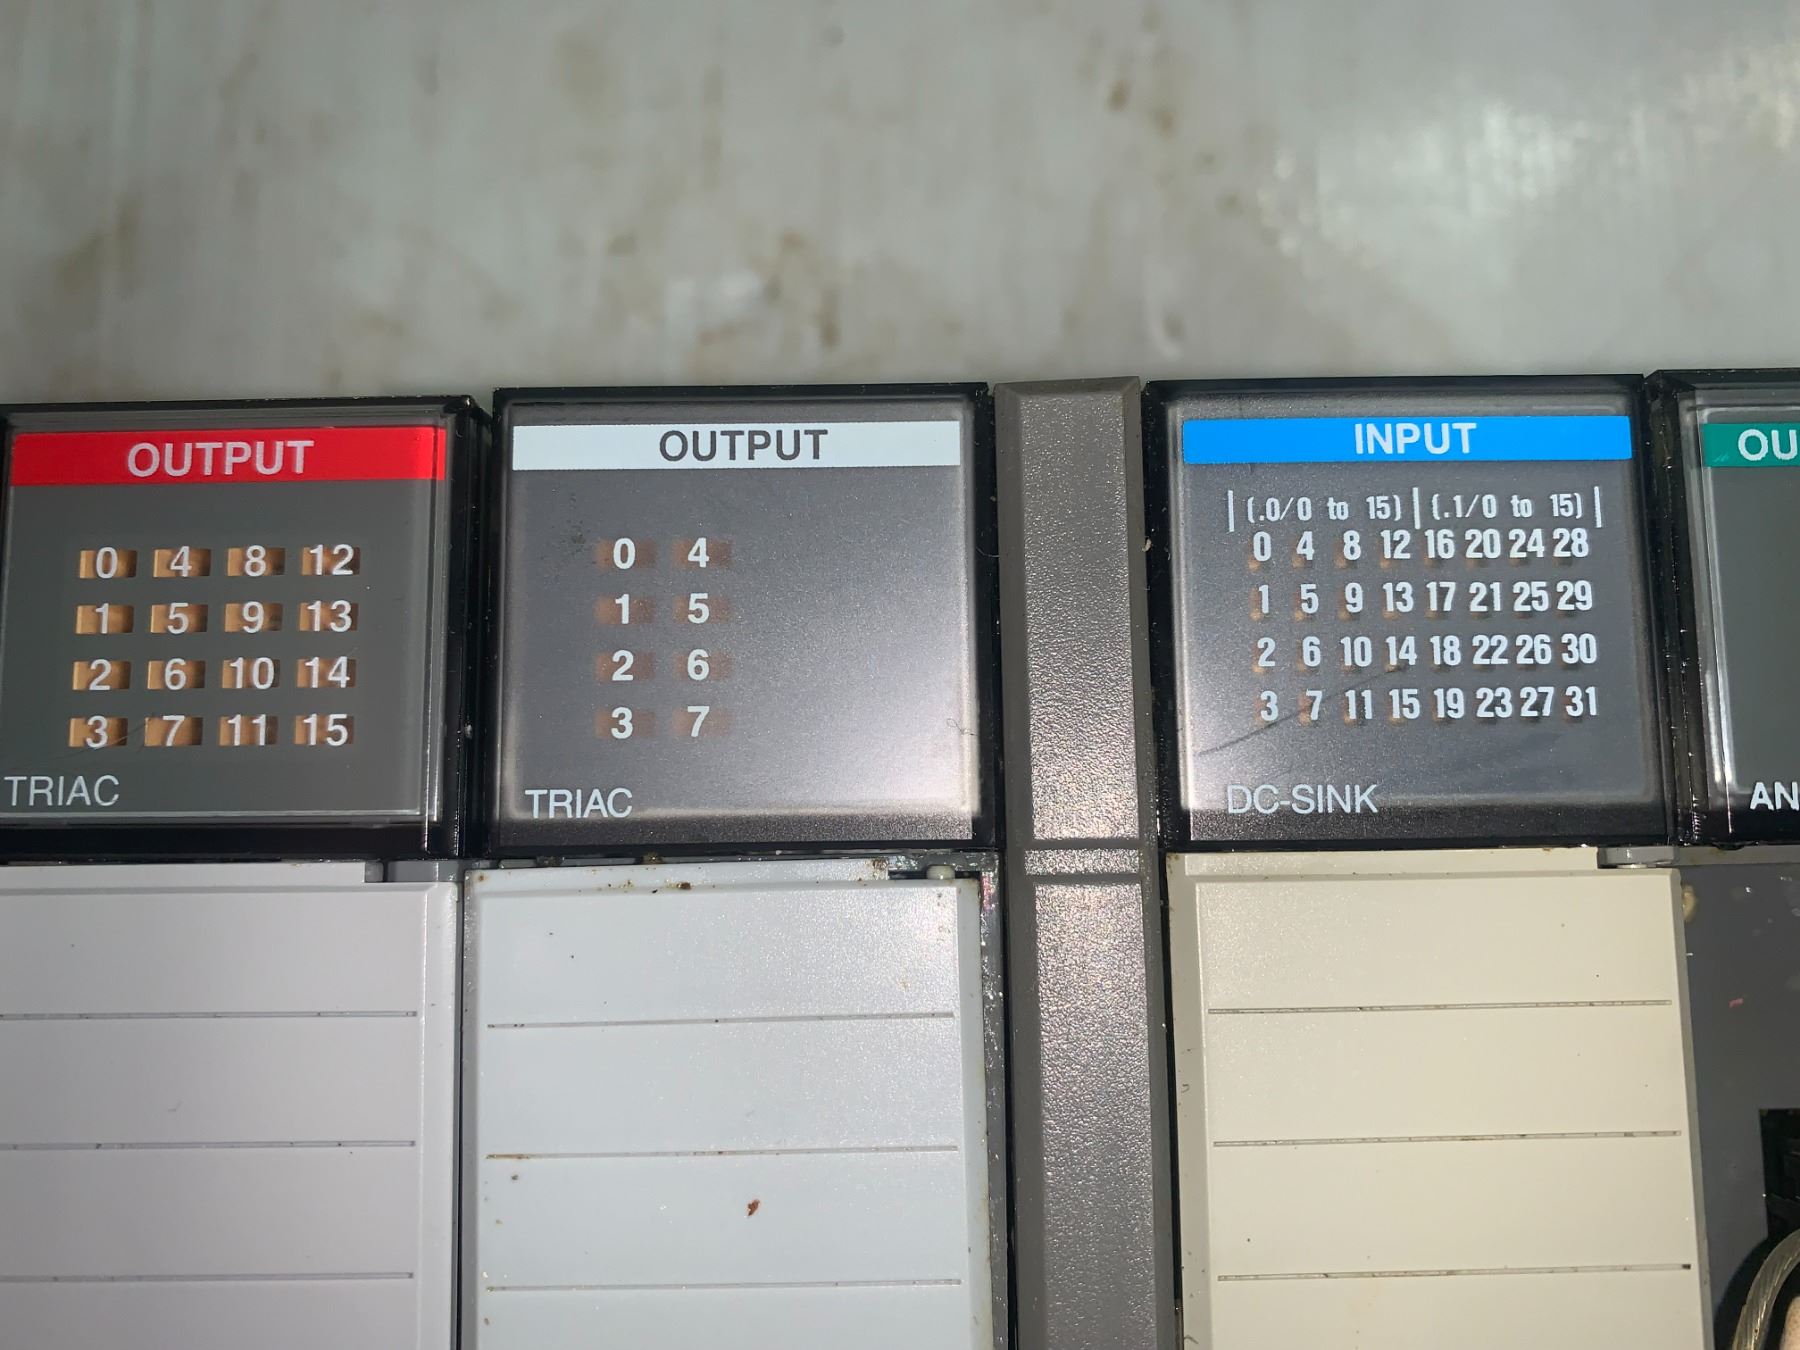 OUTPUT
0 4 8 12
1 5 9 13
2 6 10 14
3 7 11 15
TRIAC
OUTPUT
0 4
1 5
2 6
3 7
TRIAC
INPUT
|(.0/0 to 15)|(.1/0 to 15)|
0 4 8 12 16 20 24 28
1 5 9 13 17 21 25 29
2 6 10 14 18 22 26 30
3 7 11 15 19 23 27 31
DC-SINK
OU
AN